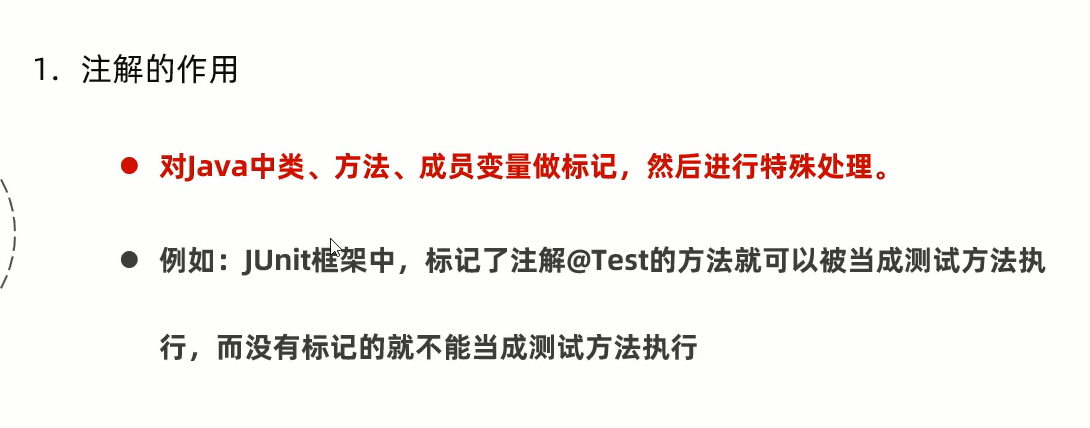 1. 注解的作用
● 对Java中类、方法、成员变量做标记，然后进行特殊处理。
● 例如：JUnit框架中，标记了注解@Test的方法就可以被当成测试方法执
行，而没有标记的就不能当成测试方法执行